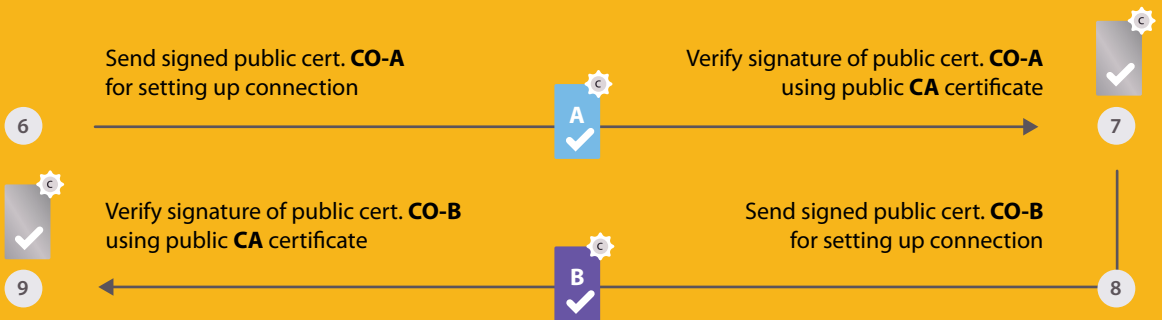 Send signed public cert. CO-A
for setting up connection
Verify signature of public cert. CO-A
using public CA certificate
C
C
A
6
7
C
Verify signature of public cert. CO-B
using public CA certificate
Send signed public cert. CO-B
for setting up connection
C
B
9
8